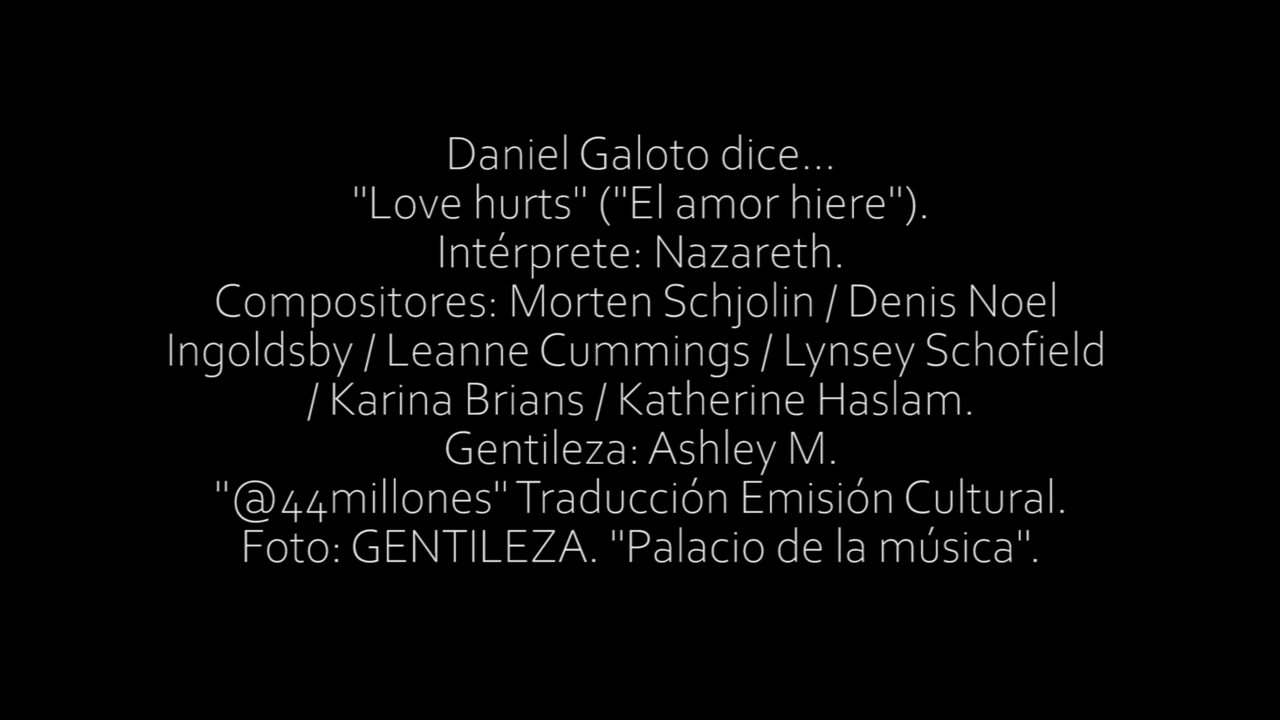 Daniel Galoto dice...
"Love hurts" ("El amor hiere").
Intérprete: Nazareth.
Compositores: Morten Schjolin / Denis Noel
Ingoldsby / Leanne Cummings / Lynsey Schofield
/ Karina Brians / Katherine Haslam.
Gentileza: Ashley M.
"@44millones" Traducción Emisión Cultural.
Foto: GENTILEZA. "Palacio de la música".